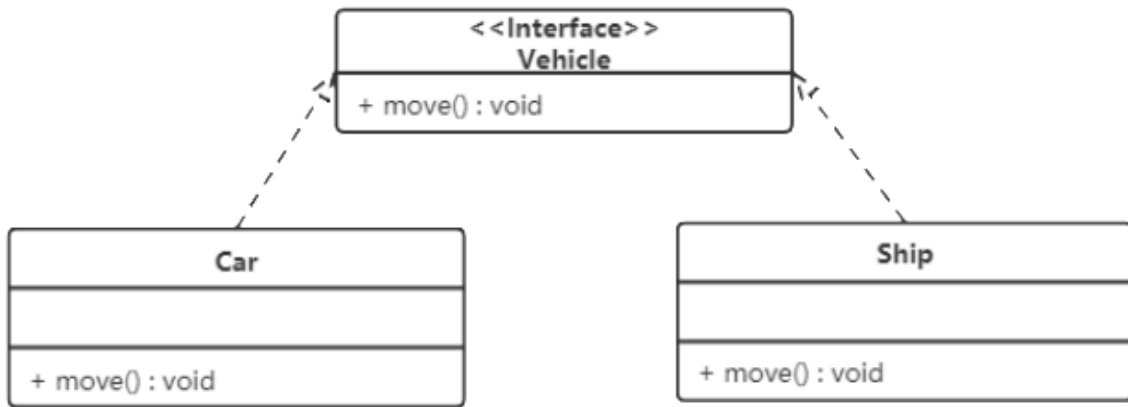 <<Interface>>
Vehicle
+ move() : void
Car
+ move() : void
Ship
+ move() : void